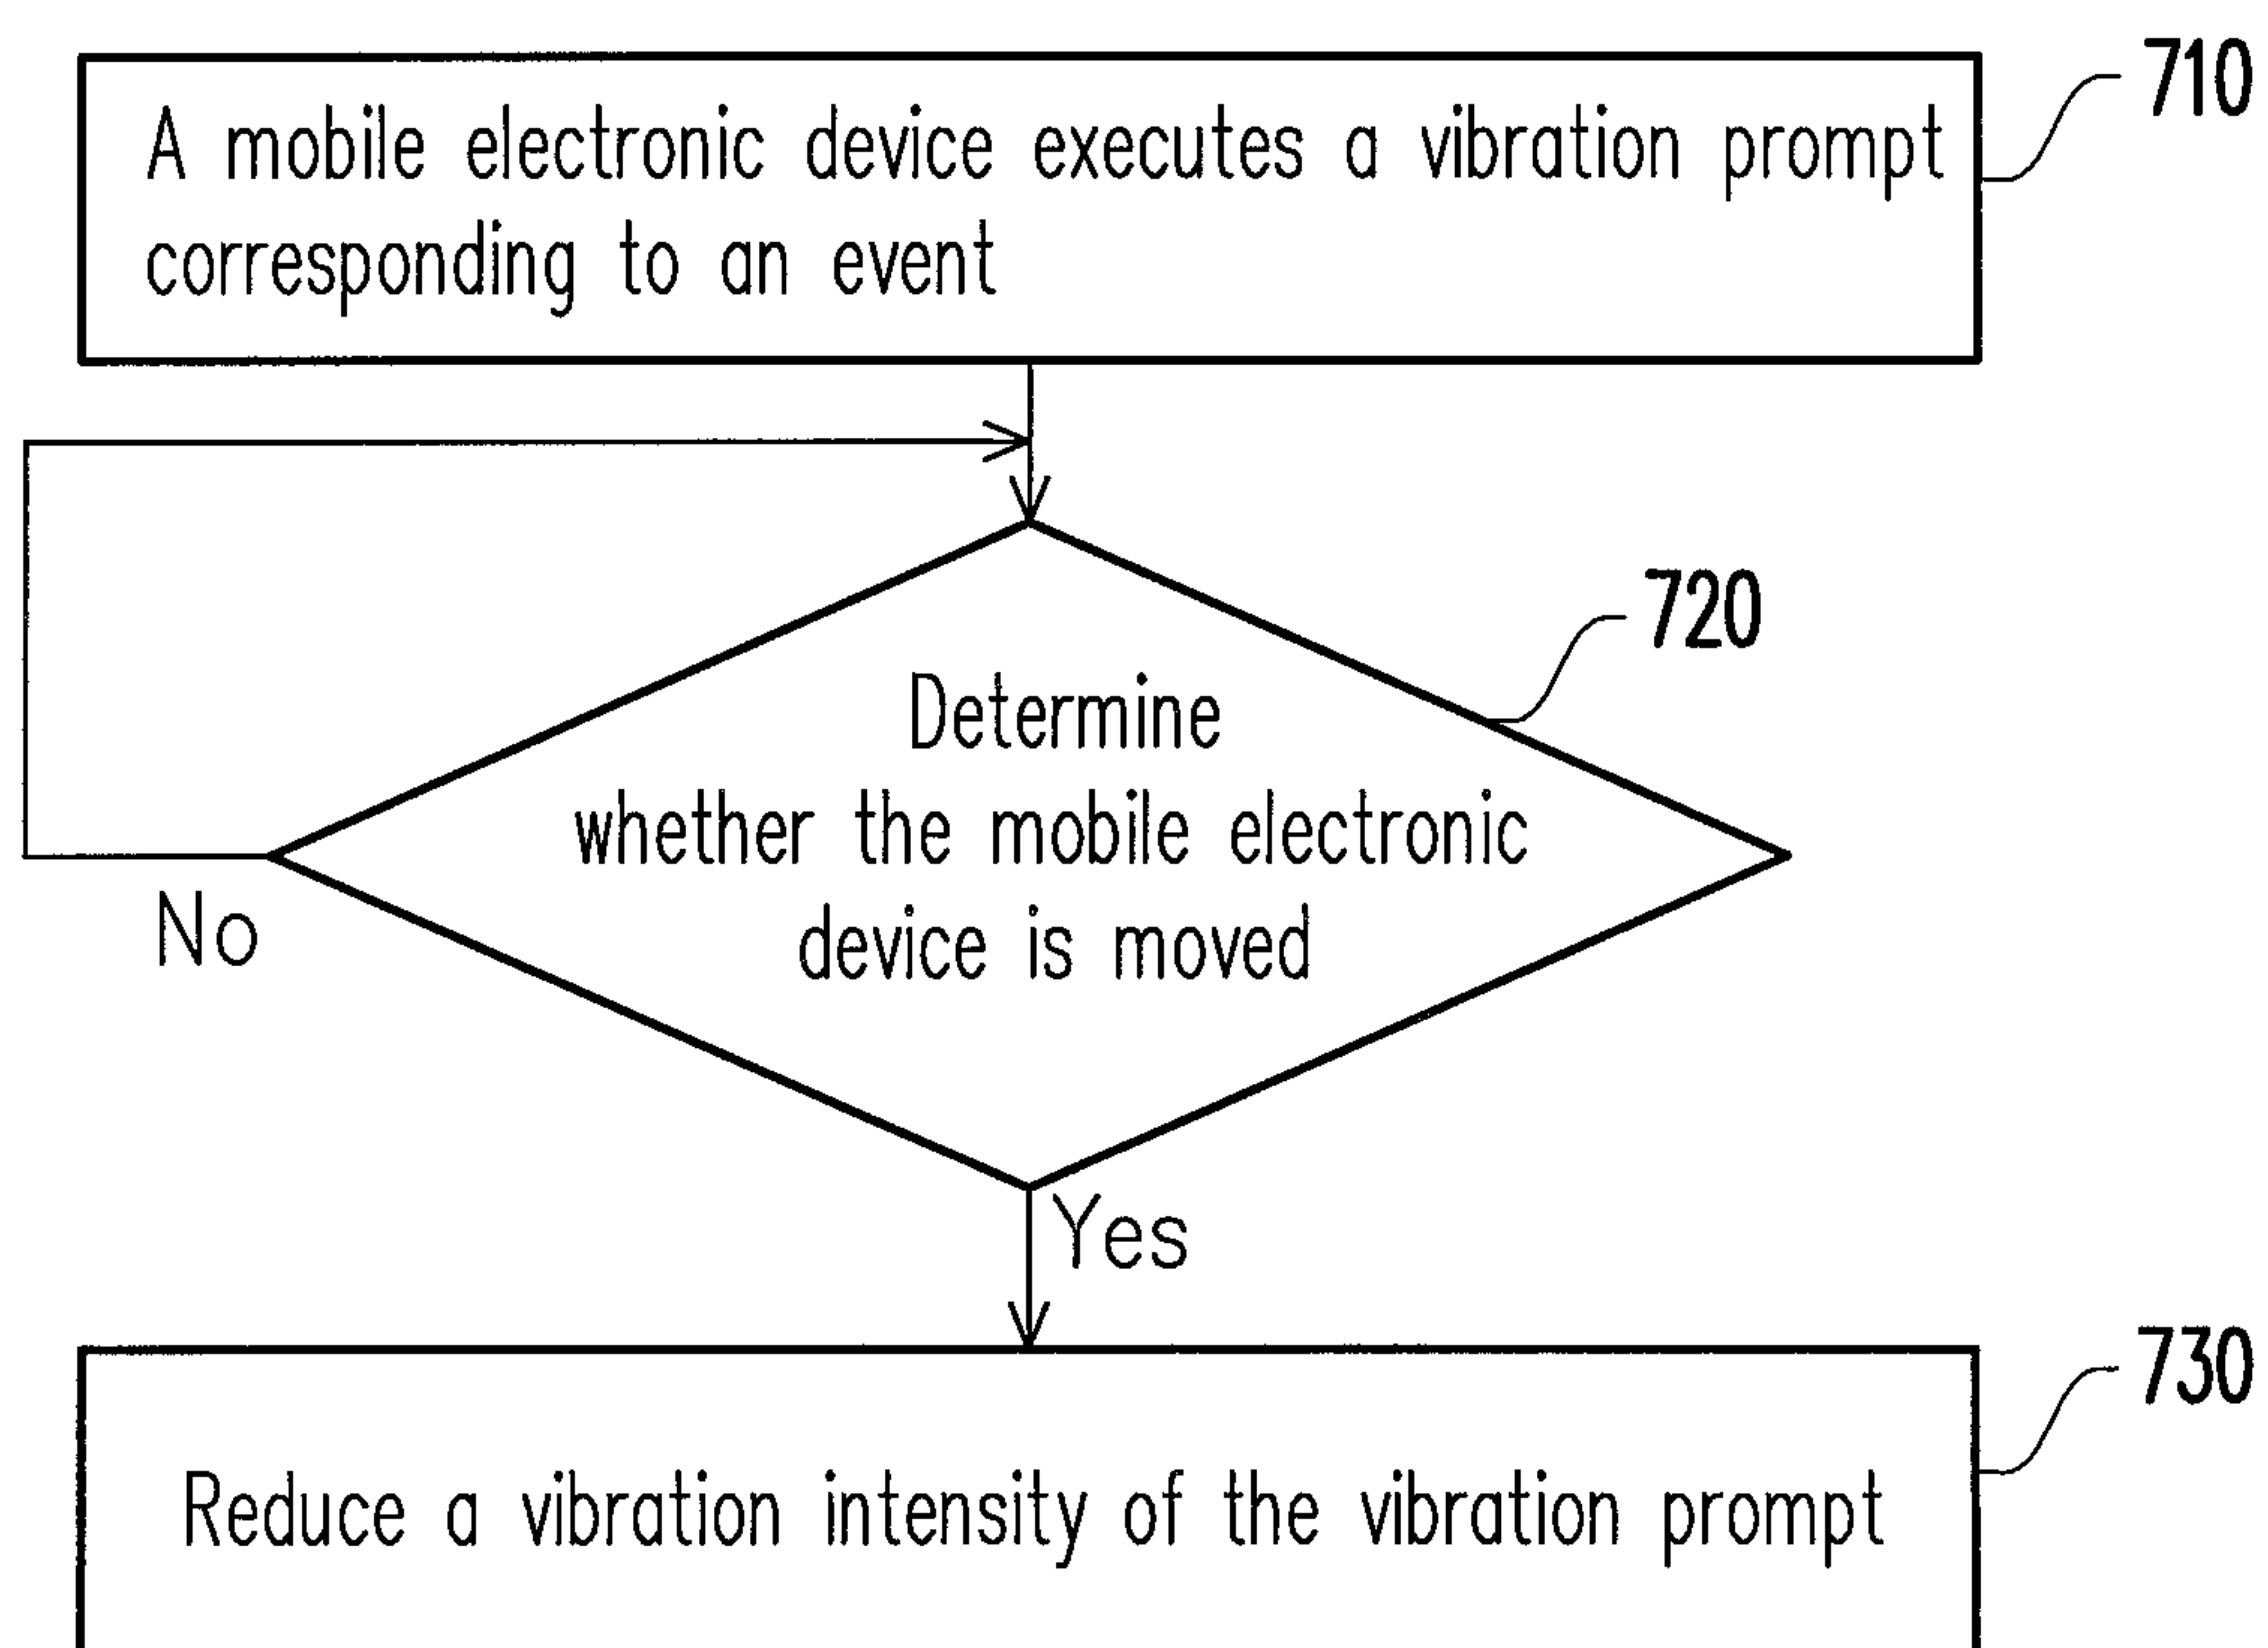 710
A mobile electronic device executes a vibration prompt
corresponding to an event
720
Determine
whether the mobile electronic
device is moved
No
Yes
730
Reduce a vibration intensity of the vibration prompt